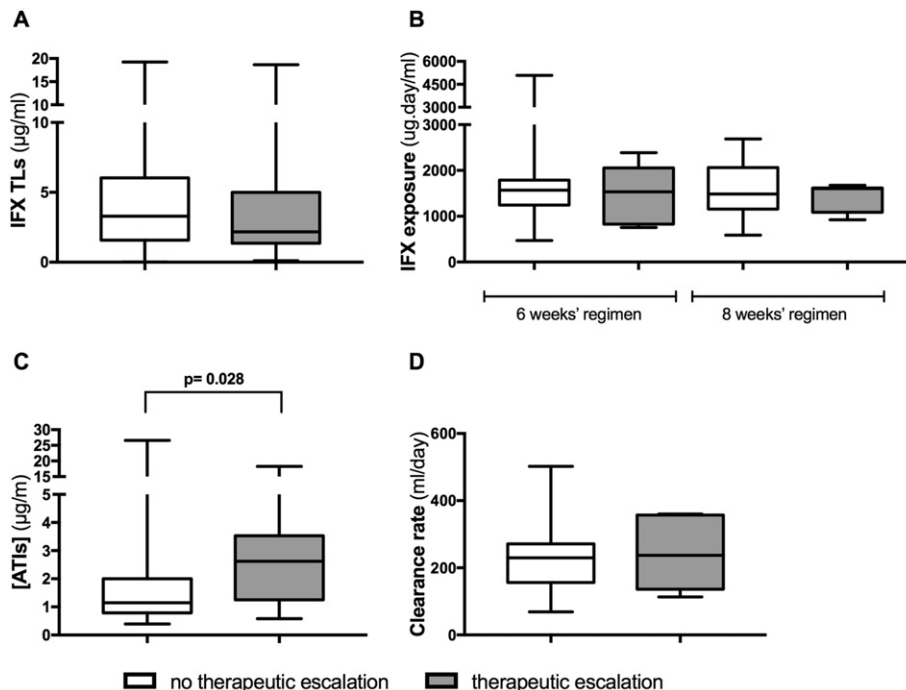 A
IFX TLs (µg/ml)
20
15
10
10
5
0
B
IFX exposure (ug.day/ml)
6000
4500
3000
3000
2000
1000
0
6 weeks’ regimen
8 weeks’ regimen
C
p= 0.028
[ATIs] (µg/m)
30
25
20
15
5
4
3
2
1
0
D
Clearance rate (ml/day)
600
400
200
0
no therapeutic escalation
therapeutic escalation